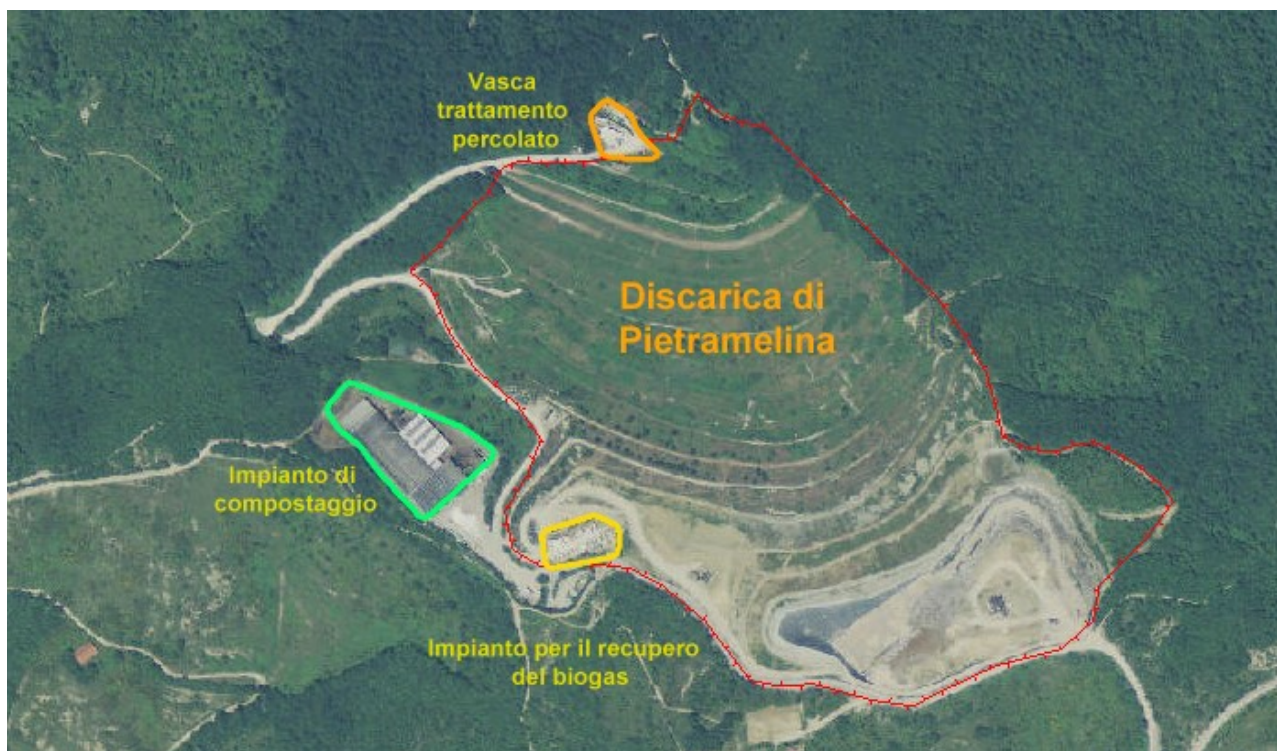 Vasca
trattamento
percolato
Discarica di
Pietramelina
Impianto di
compostaggio
Impianto per il recupero
del biogas